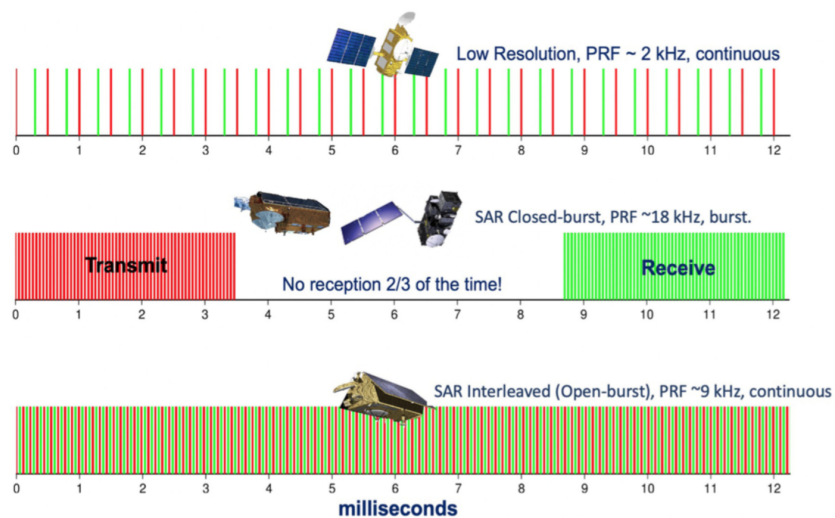 Low Resolution, PRF ~ 2 kHz, continuous
0 1 2 3 4 5 6 7 8 9 10 11 12
SAR Closed-burst, PRF ~18 kHz, burst.
Transmit
Receive
No reception 2/3 of the time!
0 1 2 3 4 5 6 7 8 9 10 11 12
SAR Interleaved (Open-burst), PRF ~9 kHz, continuous
0 1 2 3 4 5 6 7 8 9 10 11 12
milliseconds